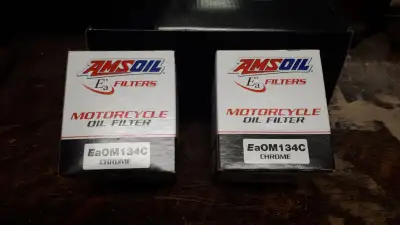 AMSOIL
Ea FILTERS
MOTORCYCLE
OIL FILTER
EaOM134C
CHROME
AMSOIL
Ea FILTERS
MOTORCYCLE
OIL FILTER
EaOM134C
CHROME